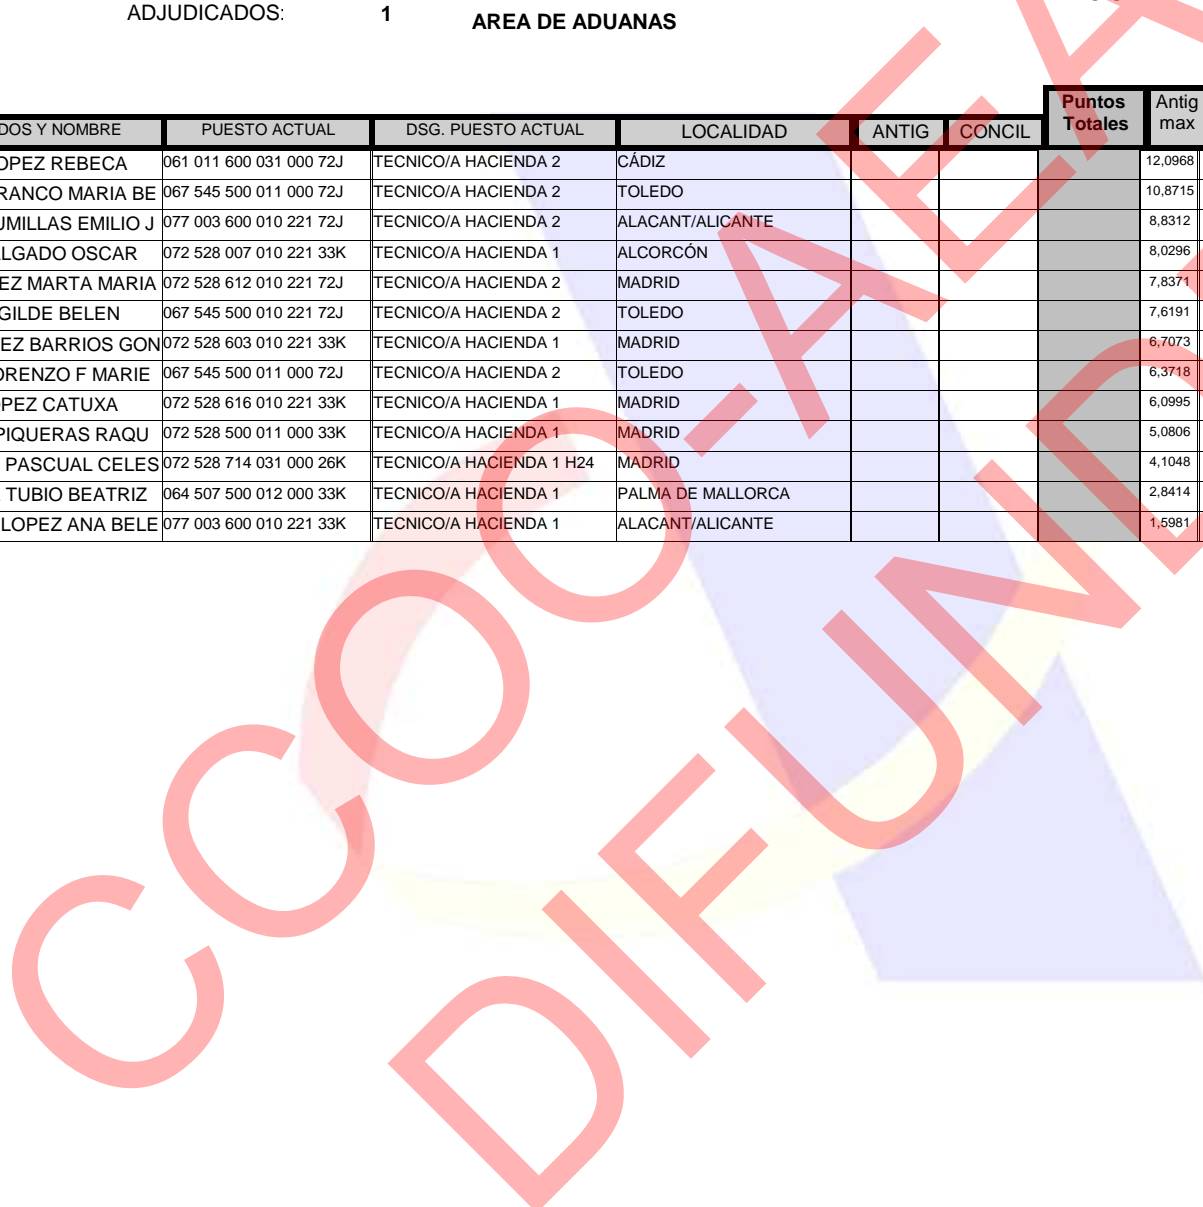 ADJUDICADOS: 1
AREA DE ADUANAS
DOS Y NOMBRE PUESTO ACTUAL DSG. PUESTO ACTUAL LOCALIDAD ANTIG CONCIL Puntos Totales Antig max
OPEZ REBECA 061 011 600 031 000 72J TECNICO/A HACIENDA 2 CÁDIZ 12,0968
RANCO MARIA BE 067 545 500 011 000 72J TECNICO/A HACIENDA 2 TOLEDO 10,8715
UMILLAS EMILIO J 077 003 600 010 221 72J TECNICO/A HACIENDA 2 ALACANT/ALICANTE 8,8312
LGADO OSCAR 072 528 007 010 221 33K TECNICO/A HACIENDA 1 ALCORCÓN 8,0296
EZ MARTA MARIA 072 528 612 010 221 72J TECNICO/A HACIENDA 2 MADRID 7,8371
GILDE BELEN 067 545 500 010 221 72J TECNICO/A HACIENDA 2 TOLEDO 7,6191
EZ BARRIOS GON 072 528 603 010 221 33K TECNICO/A HACIENDA 1 MADRID 6,7073
ORENZO F MARIE 067 545 500 011 000 72J TECNICO/A HACIENDA 2 TOLEDO 6,3718
PEZ CATUXA 072 528 616 010 221 33K TECNICO/A HACIENDA 1 MADRID 6,0995
PIQUERAS RAQU 072 528 500 011 000 33K TECNICO/A HACIENDA 1 MADRID 5,0806
PASCUAL CELES 072 528 714 031 000 26K TECNICO/A HACIENDA 1 H24 MADRID 4,1048
TUBIO BEATRIZ 064 507 500 012 000 33K TECNICO/A HACIENDA 1 PALMA DE MALLORCA 2,8414
LOPEZ ANA BELE 077 003 600 010 221 33K TECNICO/A HACIENDA 1 ALACANT/ALICANTE 1,5981
CCOO-AEA
DIFUND